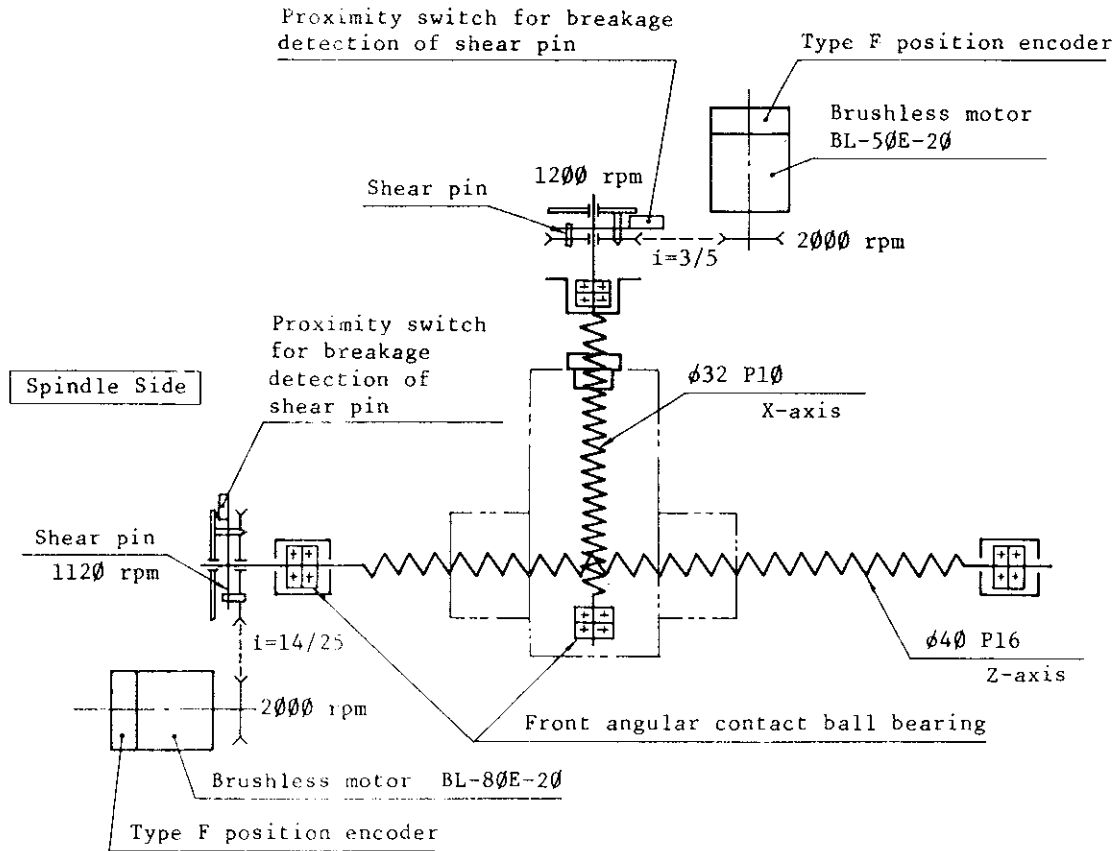 Proximity switch for breakage
detection of shear pin
Type F position encoder
Brushless motor
BL-5Ø̸E-2Ø̸
12ØØ rpm
Shear pin
2ØØØ rpm
i=3/5
Proximity switch
for breakage
detection of
shear pin
Spindle Side
ϕ32 P1Ø
X-axis
Shear pin
112Ø rpm
i=14/25
ϕ4Ø P16
Z-axis
2ØØØ rpm
Front angular contact ball bearing
Brushless motor BL-8ØE-2Ø
Type F position encoder